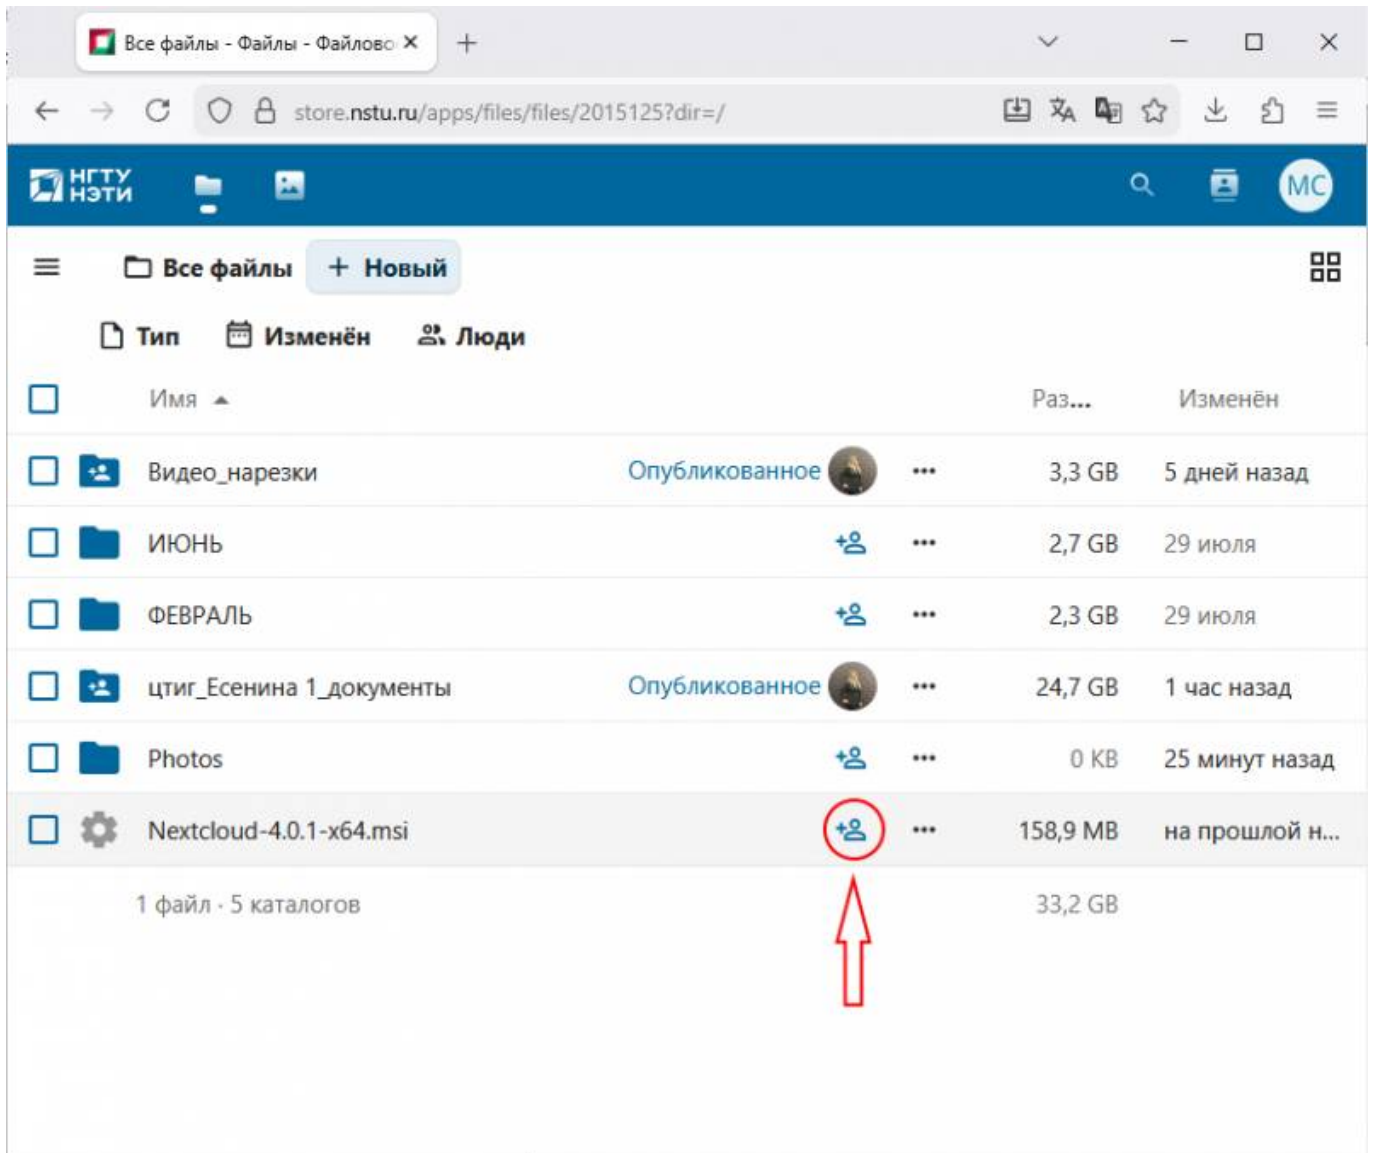 Все файлы - Файлы - Файлово
store.nstu.ru/apps/files/files/2015125?dir=/
НГТУ
НЭТИ
МС
Все файлы + Новый
Тип Изменён Люди
Имя Раз... Изменён
Видео_нарезки Опубликованное ... 3,3 GB 5 дней назад
ИЮНЬ ... 2,7 GB 29 июля
ФЕВРАЛЬ ... 2,3 GB 29 июля
цтиг_Есенина 1_документы Опубликованное ... 24,7 GB 1 час назад
Photos ... 0 KB 25 минут назад
Nextcloud-4.0.1-x64.msi ... 158,9 MB на прошлой н...
1 файл · 5 каталогов 33,2 GB